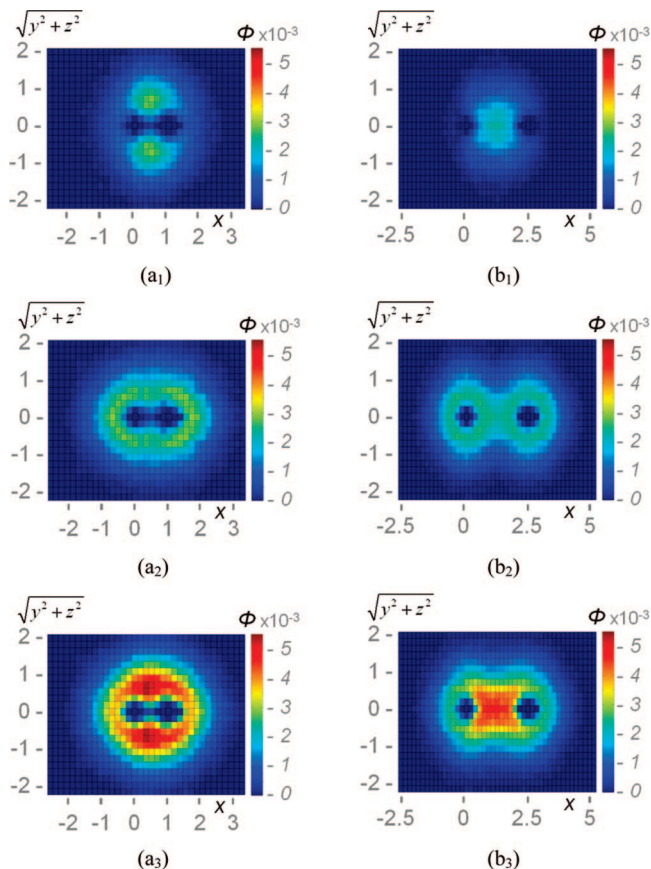 √y² + z² Φ x10⁻³ √y² + z² Φ x10⁻³
2 - - 5 2 - - 5
1 - - 4 1 - - 4
0 - - 3 0 - - 3
-1 - - 2 -1 - - 2
-2 - - 1 -2 - - 1
- 0 - 0
-2 -1 0 1 2 3 x -2.5 0 2.5 5 x
(a₁) (b₁)
√y² + z² Φ x10⁻³ √y² + z² Φ x10⁻³
2 - - 5 2 - - 5
1 - - 4 1 - - 4
0 - - 3 0 - - 3
-1 - - 2 -1 - - 2
-2 - - 1 -2 - - 1
- 0 - 0
-2 -1 0 1 2 3 x -2.5 0 2.5 5 x
(a₂) (b₂)
√y² + z² Φ x10⁻³ √y² + z² Φ x10⁻³
2 - - 5 2 - - 5
1 - - 4 1 - - 4
0 - - 3 0 - - 3
-1 - - 2 -1 - - 2
-2 - - 1 -2 - - 1
- 0 - 0
-2 -1 0 1 2 3 x -2.5 0 2.5 5 x
(a₃) (b₃)